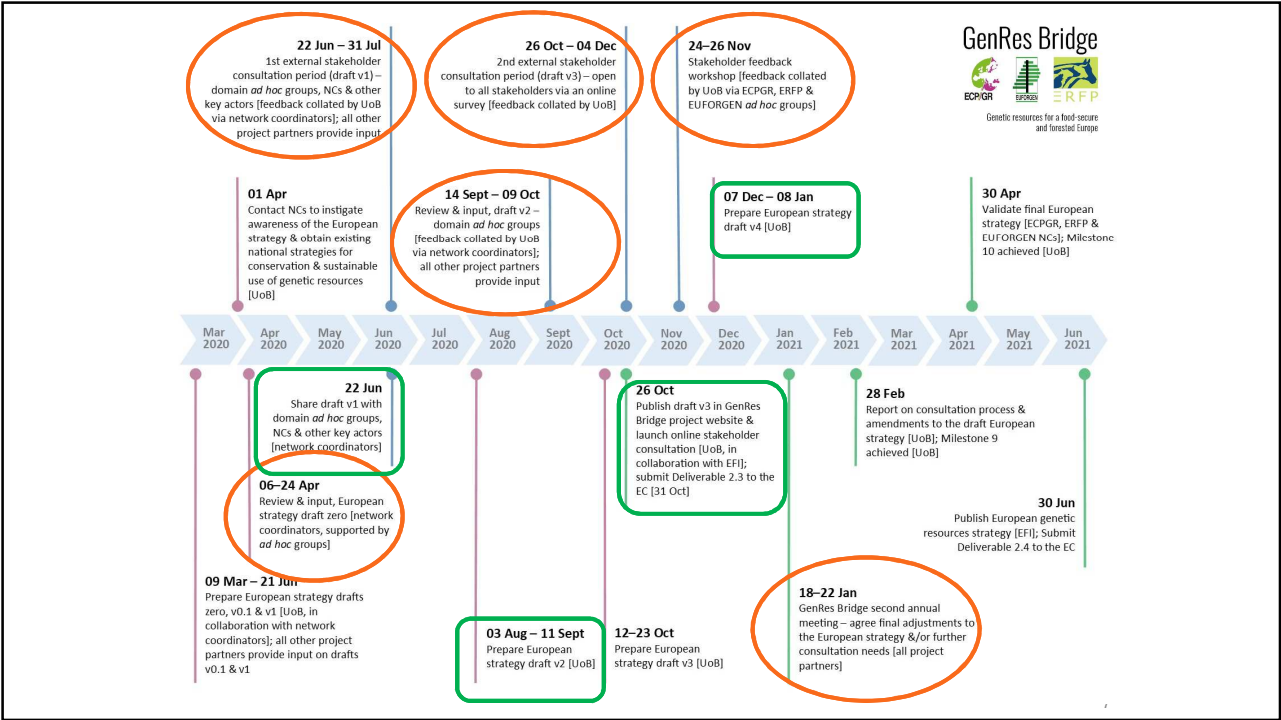 22 Jun – 31 Jul
1st external stakeholder
consultation period (draft v1) –
domain ad hoc groups, NCs & other
key actors [feedback collated by UoB
via network coordinators]; all other
project partners provide input
26 Oct – 04 Dec
2nd external stakeholder
consultation period (draft v3) – open
to all stakeholders via an online
survey [feedback collated by UoB]
24–26 Nov
Stakeholder feedback
workshop [feedback collated
by UoB via ECPGR, ERFP &
EUFORGEN ad hoc groups]
GenRes Bridge
ECP/GR
EUFORGEN
ERFP
Genetic resources for a food-secure
and forested Europe
01 Apr
Contact NCs to instigate
awareness of the European
strategy & obtain existing
national strategies for
conservation & sustainable
use of genetic resources
[UoB]
14 Sept – 09 Oct
Review & input, draft v2 –
domain ad hoc groups
[feedback collated by UoB
via network coordinators];
all other project partners
provide input
07 Dec – 08 Jan
Prepare European strategy
draft v4 [UoB]
30 Apr
Validate final European
strategy [ECPGR, ERFP &
EUFORGEN NCs]; Milestone
10 achieved [UoB]
Mar 2020
Apr 2020
May 2020
Jun 2020
Jul 2020
Aug 2020
Sept 2020
Oct 2020
Nov 2020
Dec 2020
Jan 2021
Feb 2021
Mar 2021
Apr 2021
May 2021
Jun 2021
22 Jun
Share draft v1 with
domain ad hoc groups,
NCs & other key actors
[network coordinators]
06–24 Apr
Review & input, European
strategy draft zero [network
coordinators, supported by
ad hoc groups]
09 Mar – 21 Jun
Prepare European strategy drafts
zero, v0.1 & v1 [UoB, in
collaboration with network
coordinators]; all other project
partners provide input on drafts
v0.1 & v1
03 Aug – 11 Sept
Prepare European
strategy draft v2 [UoB]
12–23 Oct
Prepare European
strategy draft v3 [UoB]
26 Oct
Publish draft v3 in GenRes
Bridge project website &
launch online stakeholder
consultation [UoB, in
collaboration with EFI];
submit Deliverable 2.3 to the
EC [31 Oct]
18–22 Jan
GenRes Bridge second annual
meeting – agree final adjustments to
the European strategy &/or further
consultation needs [all project
partners]
28 Feb
Report on consultation process &
amendments to the draft European
strategy [UoB]; Milestone 9
achieved [UoB]
30 Jun
Publish European genetic
resources strategy [EFI]; Submit
Deliverable 2.4 to the EC